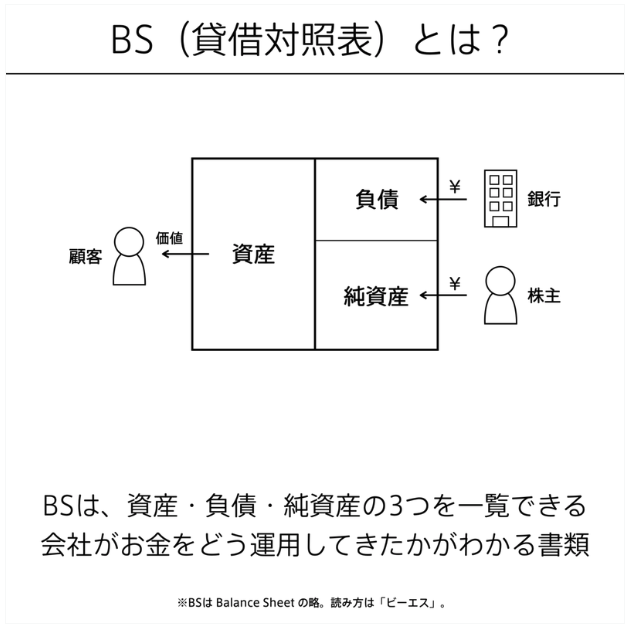 BS（貸借対照表）とは？
負債
¥
銀行
価値
顧客
資産
純資産
¥
株主
BSは、資産・負債・純資産の3つを一覧できる
会社がお金をどう運用してきたかがわかる書類
※BSは Balance Sheet の略。読み方は「ビーエス」。